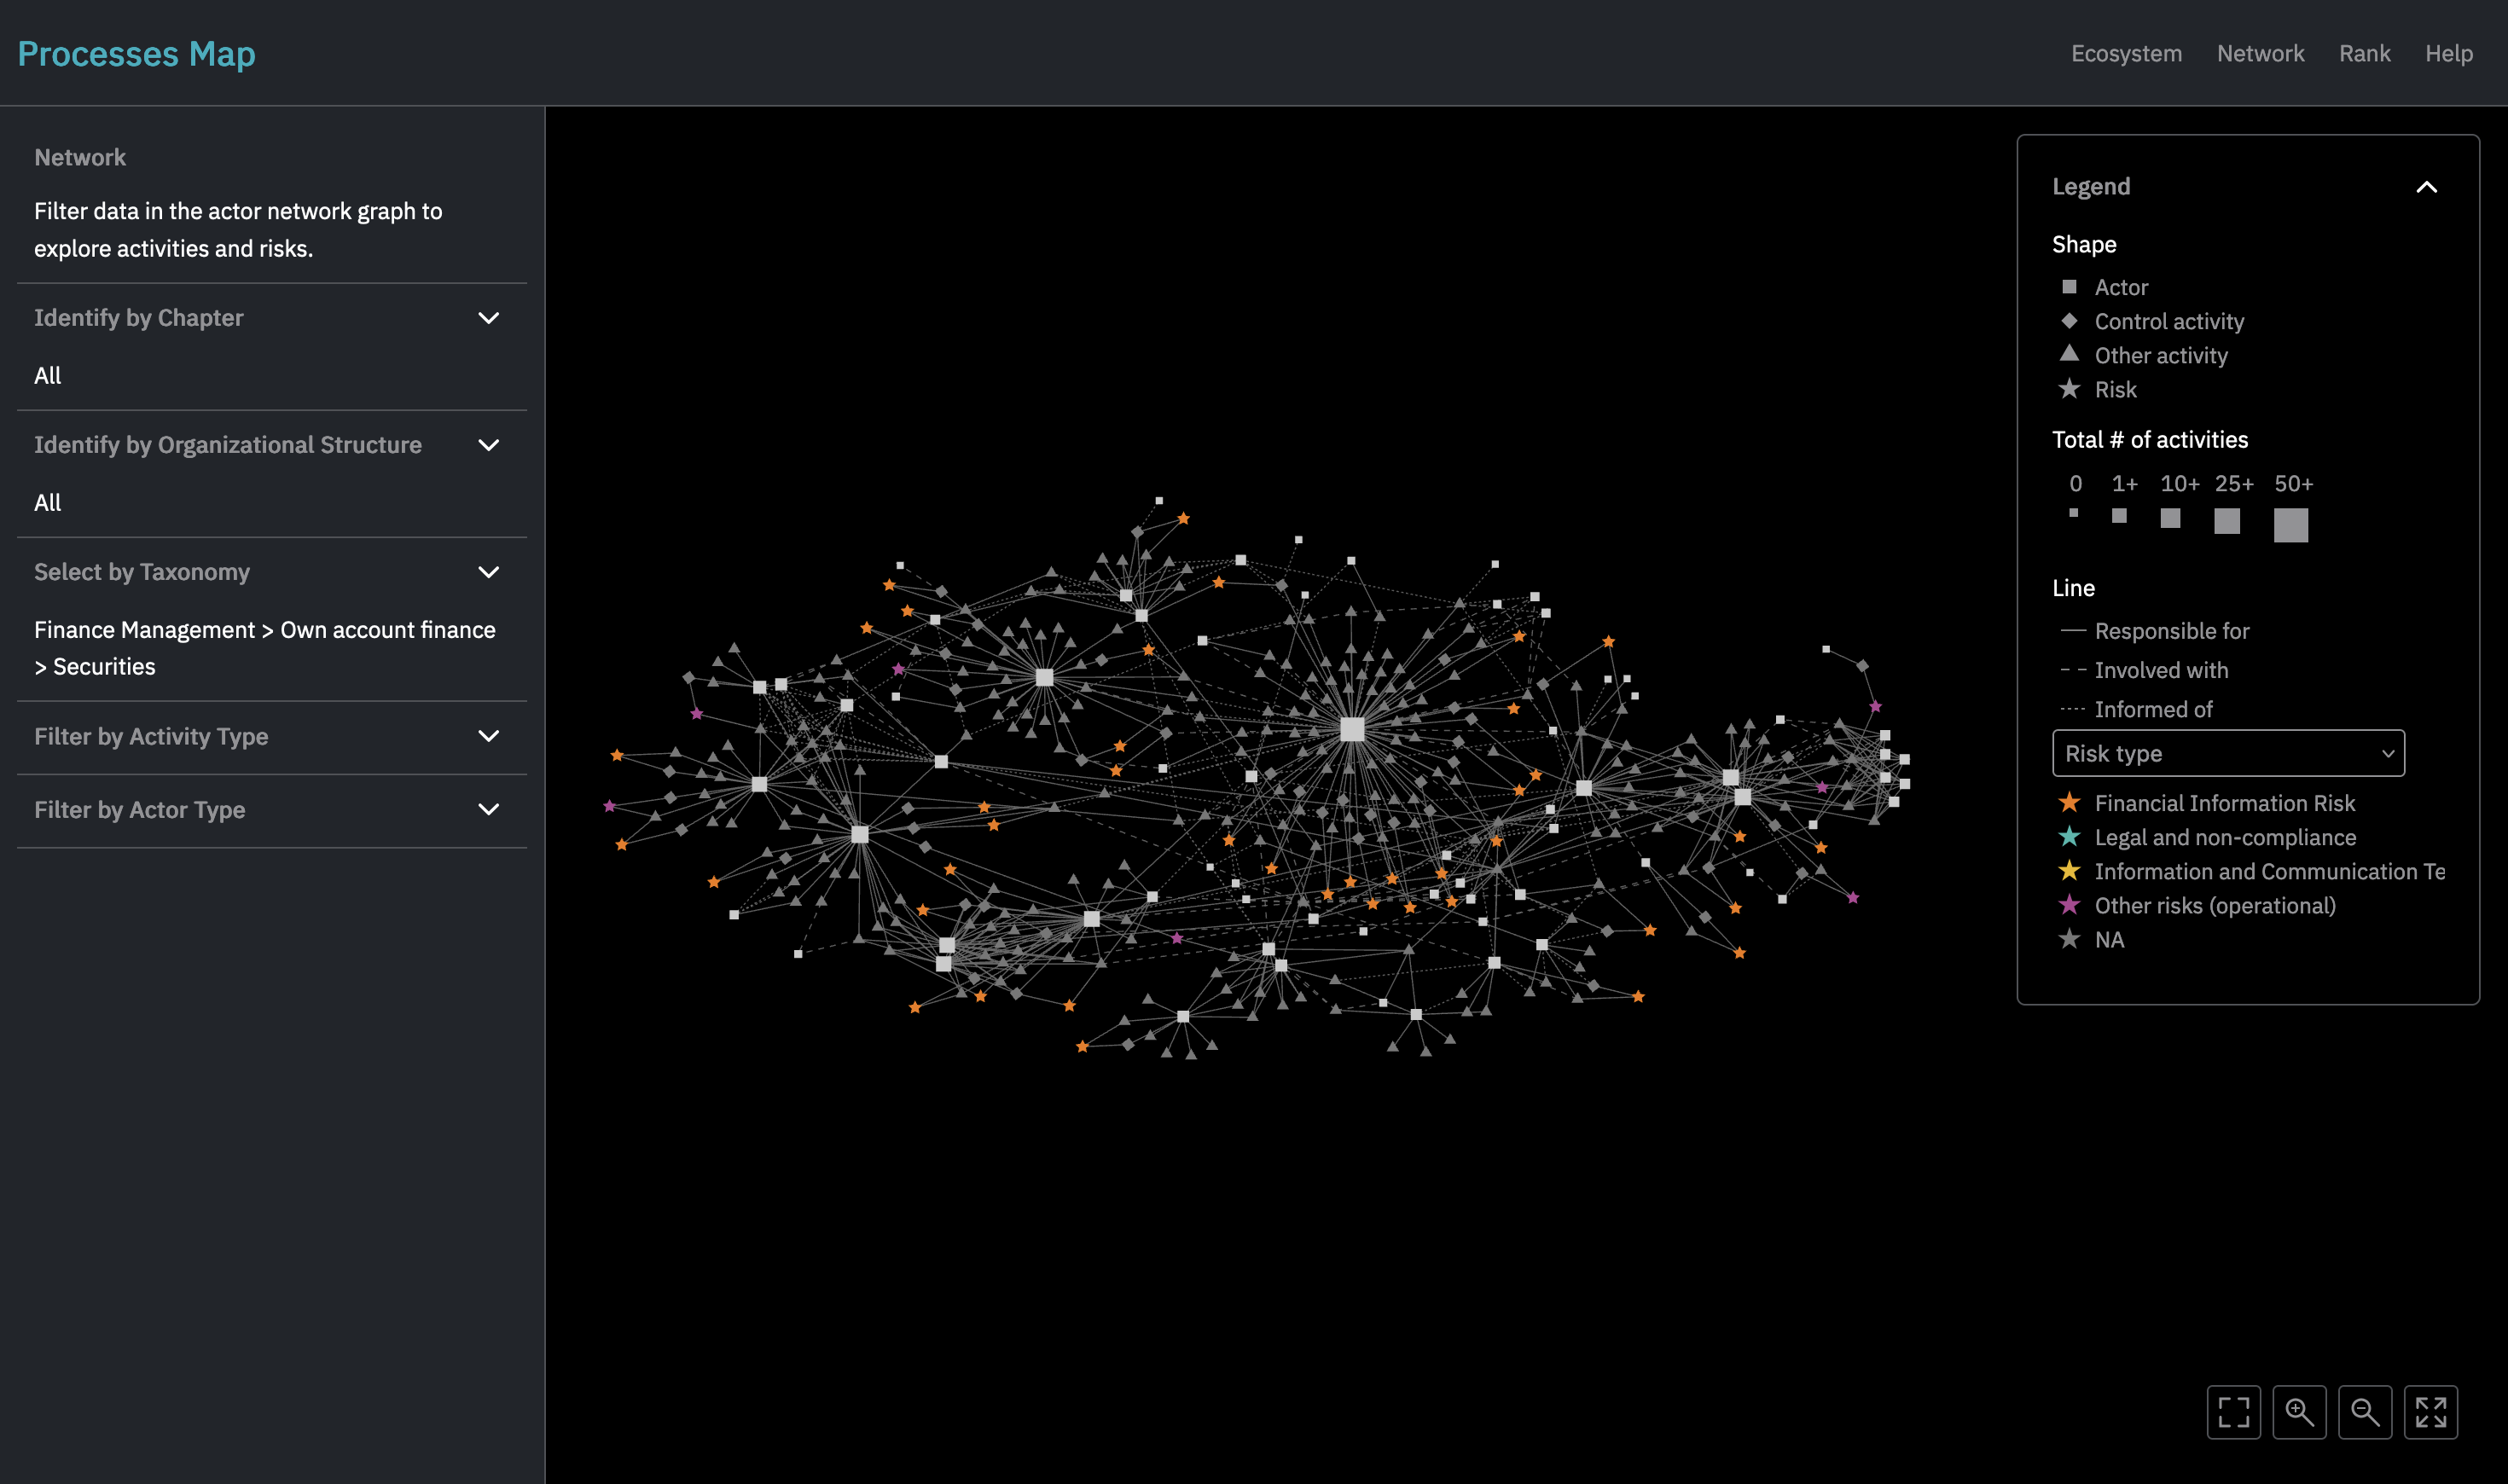 Processes Map
Ecosystem Network Rank Help
Network
Filter data in the actor network graph to
explore activities and risks.
Identify by Chapter
All
Identify by Organizational Structure
All
Select by Taxonomy
Finance Management > Own account finance
> Securities
Filter by Activity Type
Filter by Actor Type
Legend
Shape
Actor
Control activity
Other activity
Risk
Total # of activities
0 1+ 10+ 25+ 50+
Line
Responsible for
Involved with
Informed of
Risk type
Financial Information Risk
Legal and non-compliance
Information and Communication Te
Other risks (operational)
NA